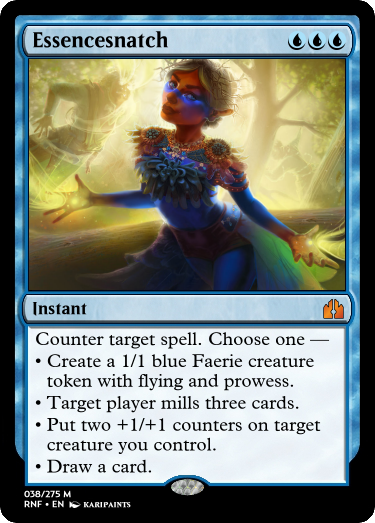 Essencesnatch
Instant
Counter target spell. Choose one —
• Create a 1/1 blue Faerie creature
token with flying and prowess.
• Target player mills three cards.
• Put two +1/+1 counters on target
creature you control.
• Draw a card.
038/275 M
RNF • EN KARIPAINTS